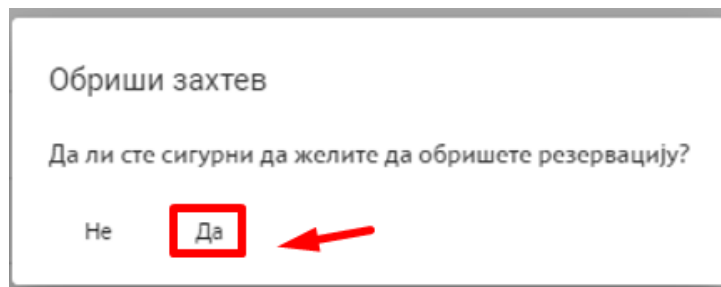 Обриши захтев
Да ли сте сигурни да желите да обришете резервацију?
Не Да